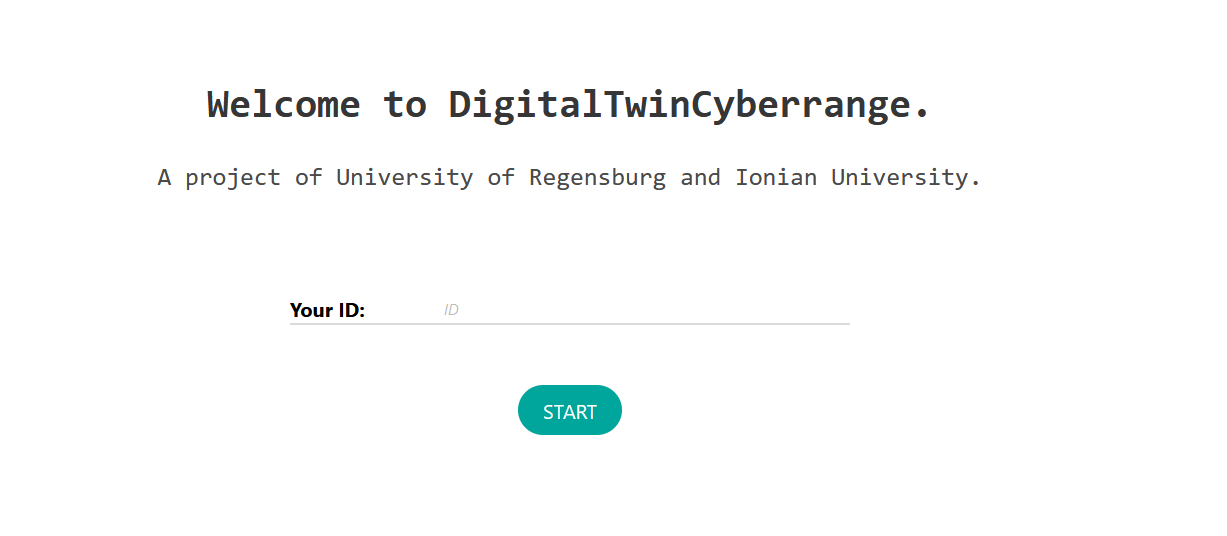 Welcome to DigitalTwinCyberrange.
A project of University of Regensburg and Ionian University.
Your ID: ID
START